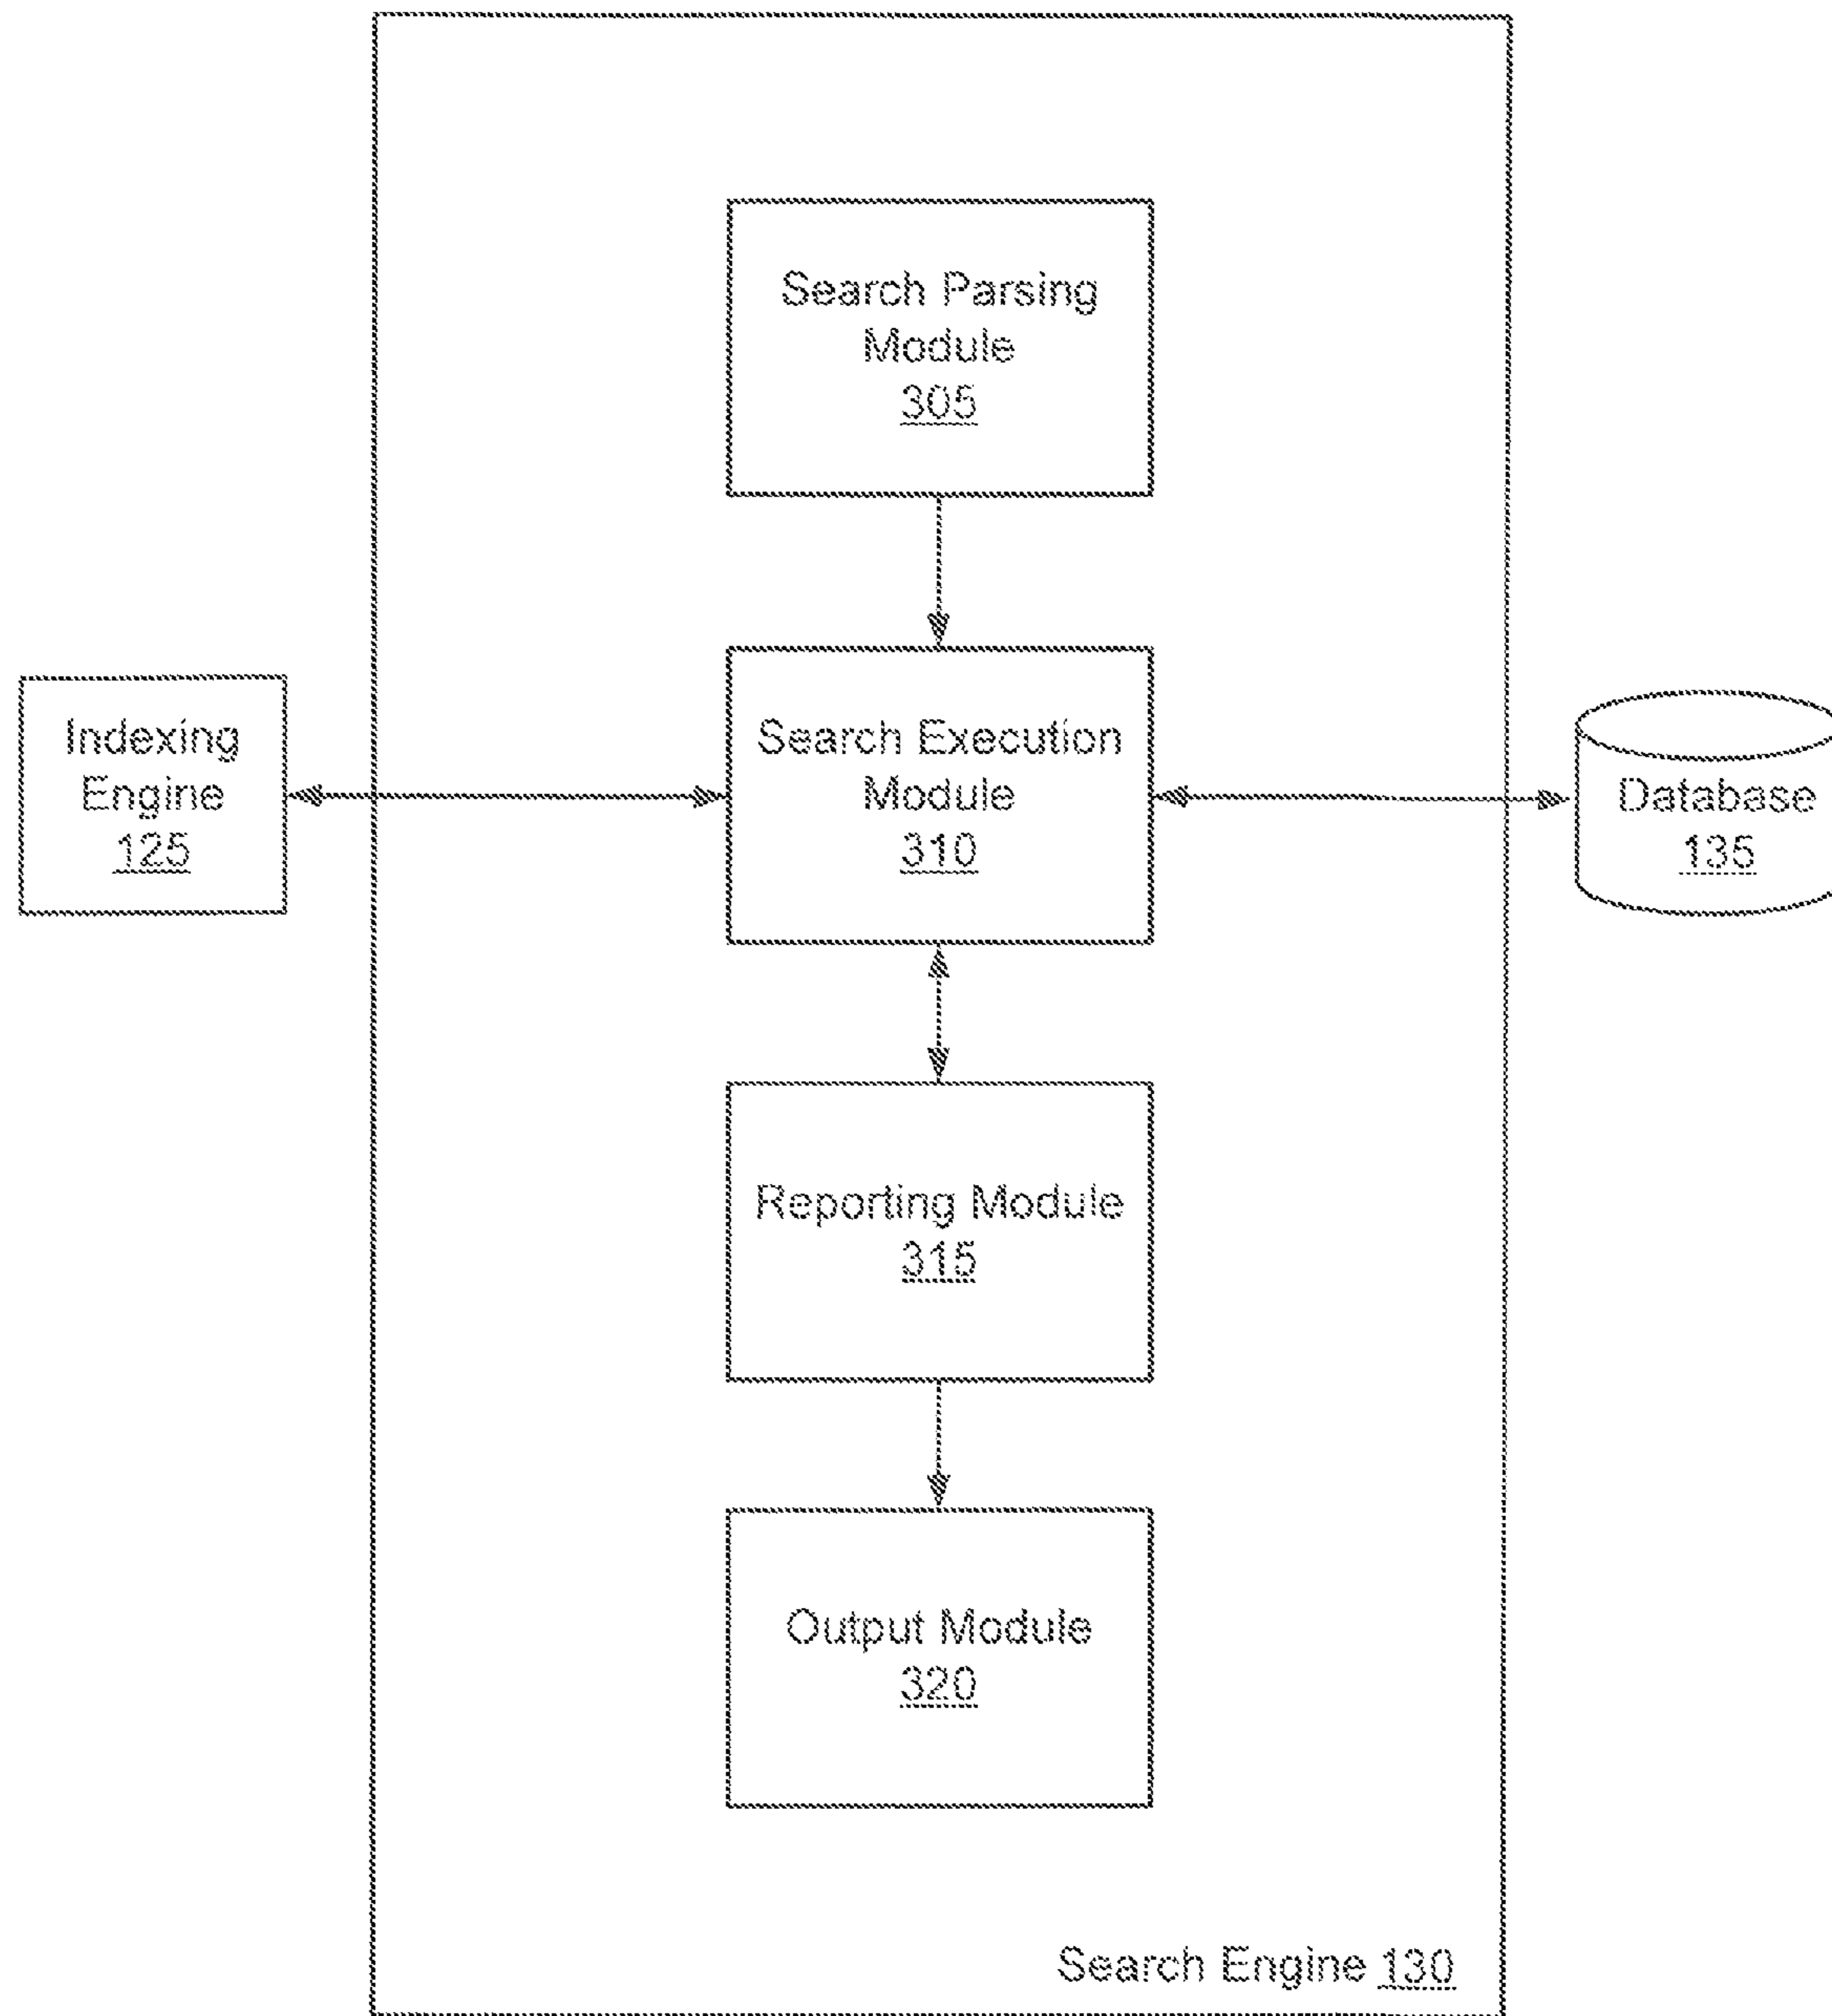 Search Parsing
Module
305
Indexing
Engine
125
Search Execution
Module
310
Database
135
Reporting Module
315
Output Module
320
Search Engine 130